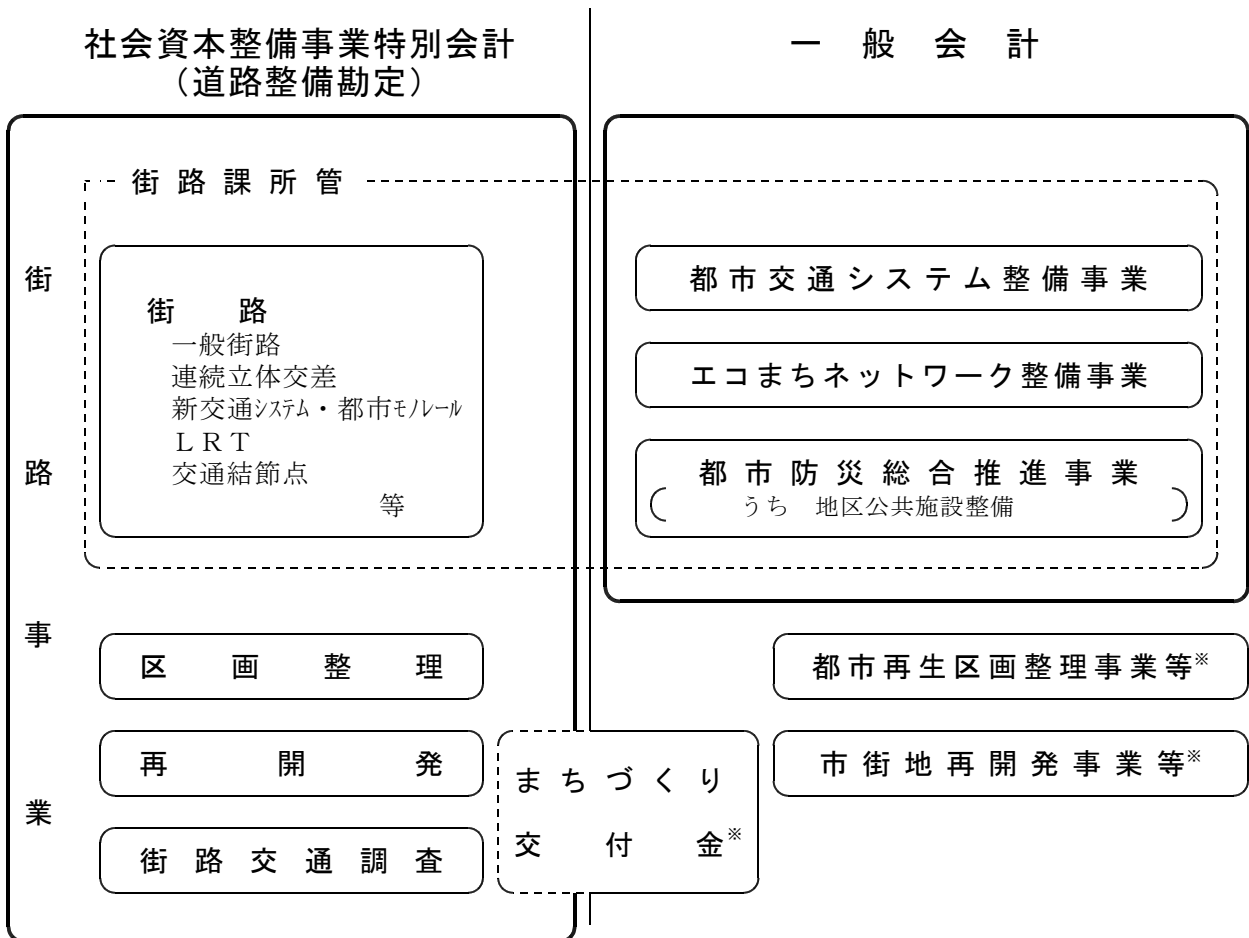 社会資本整備事業特別会計
（道路整備勘定）
一般会計
街路事業
街路課所管
街路
一般街路
連続立体交差
新交通ｼｽﾃﾑ・都市ﾓﾉﾚｰﾙ
ＬＲＴ
交通結節点
等
区画整理
再開発
街路交通調査
まちづくり
交付金※
都市交通システム整備事業
エコまちネットワーク整備事業
都市防災総合推進事業
（うち　地区公共施設整備）
都市再生区画整理事業等※
市街地再開発事業等※